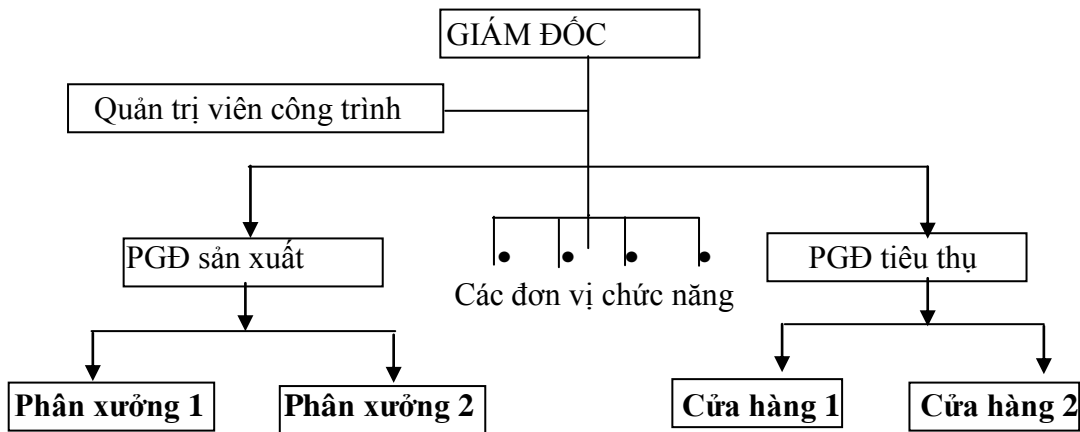 GIÁM ĐỐC
Quản trị viên công trình
PGĐ sản xuất
Các đơn vị chức năng
PGĐ tiêu thụ
Phân xưởng 1
Phân xưởng 2
Cửa hàng 1
Cửa hàng 2